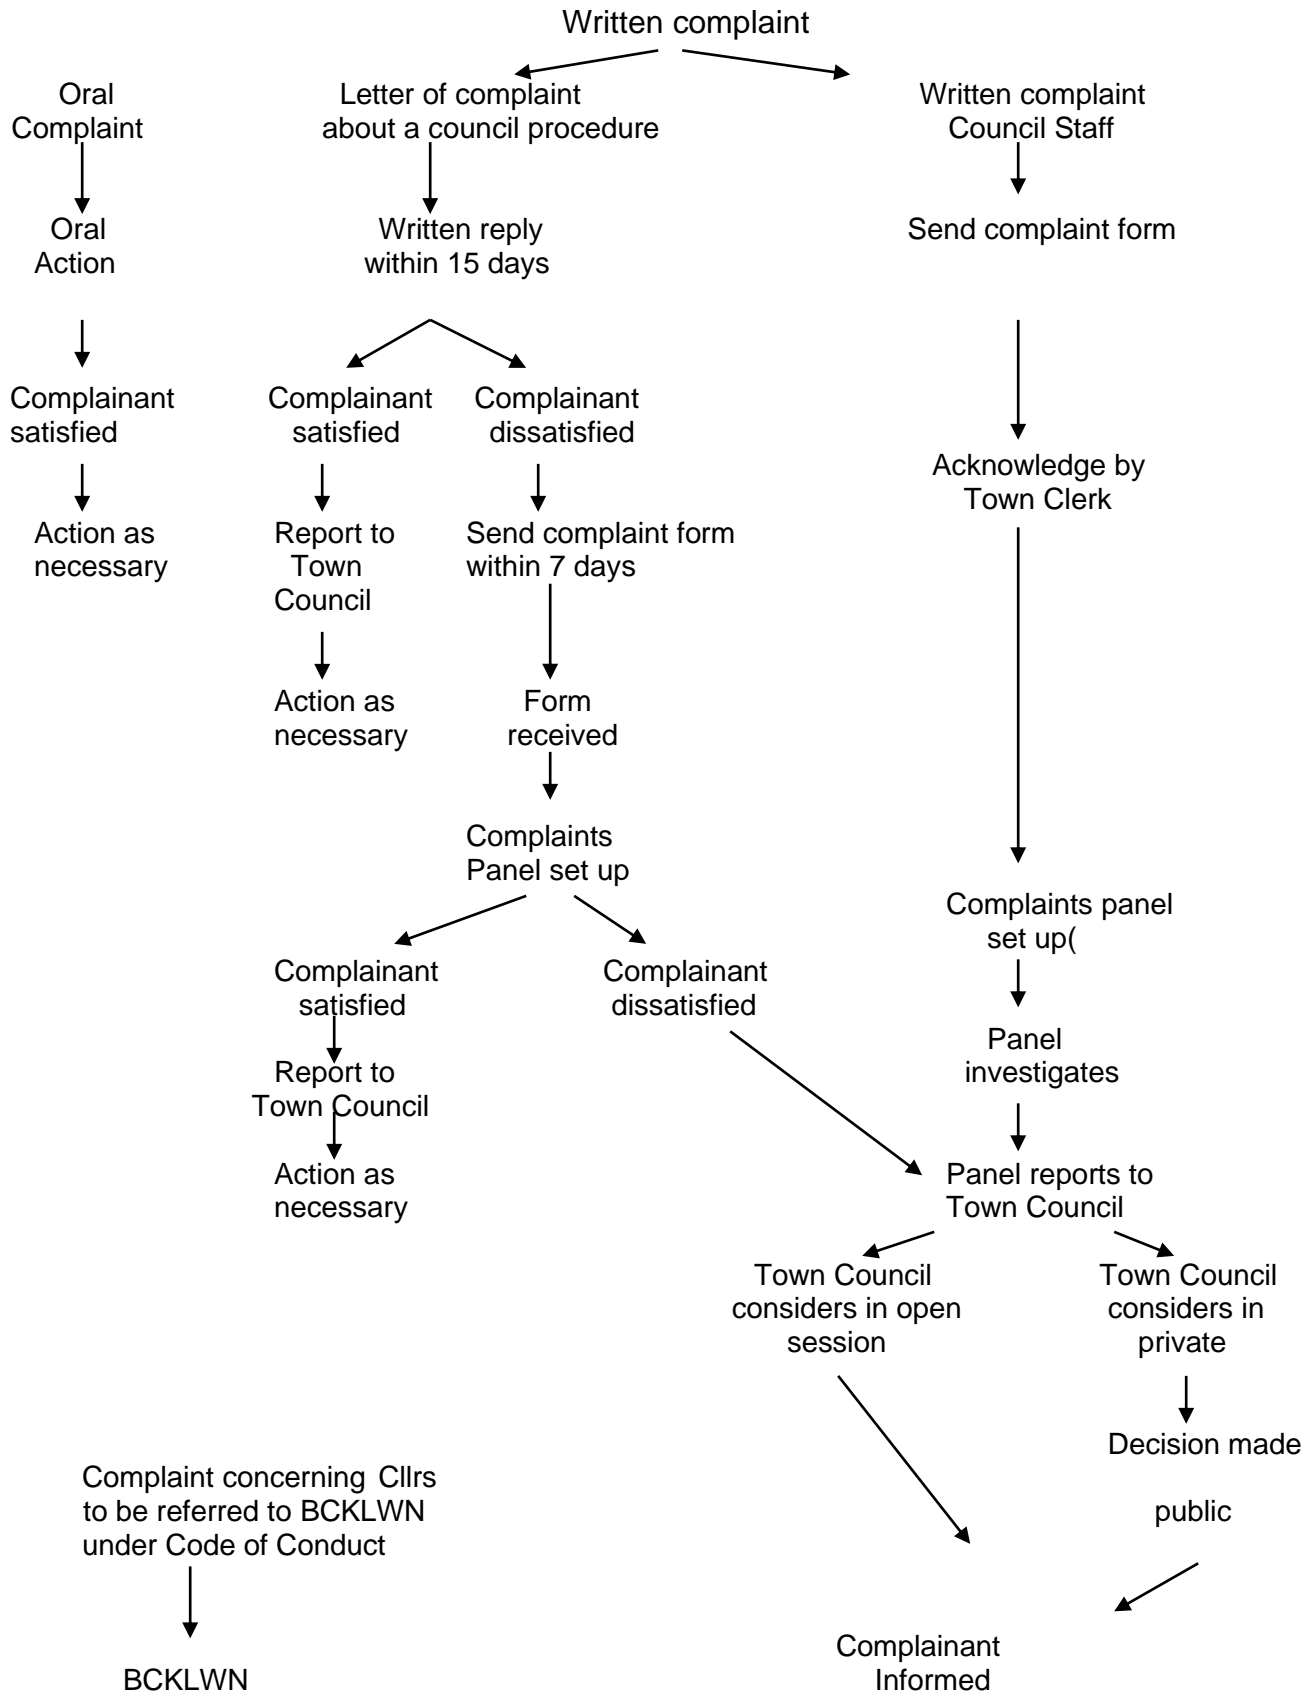 Written complaint
Oral
Complaint
Letter of complaint
about a council procedure
Written complaint
Council Staff
Oral
Action
Written reply
within 15 days
Send complaint form
Complainant
satisfied
Complainant
satisfied
Complainant
dissatisfied
Acknowledge by
Town Clerk
Action as
necessary
Report to
Town
Council
Send complaint form
within 7 days
Action as
necessary
Form
received
Complaints
Panel set up
Complaints panel
set up(
Complainant
satisfied
Complainant
dissatisfied
Panel
investigates
Report to
Town Council
Action as
necessary
Panel reports to
Town Council
Town Council
considers in open
session
Town Council
considers in
private
Decision made
public
Complaint concerning Cllrs
to be referred to BCKLWN
under Code of Conduct
BCKLWN
Complainant
Informed